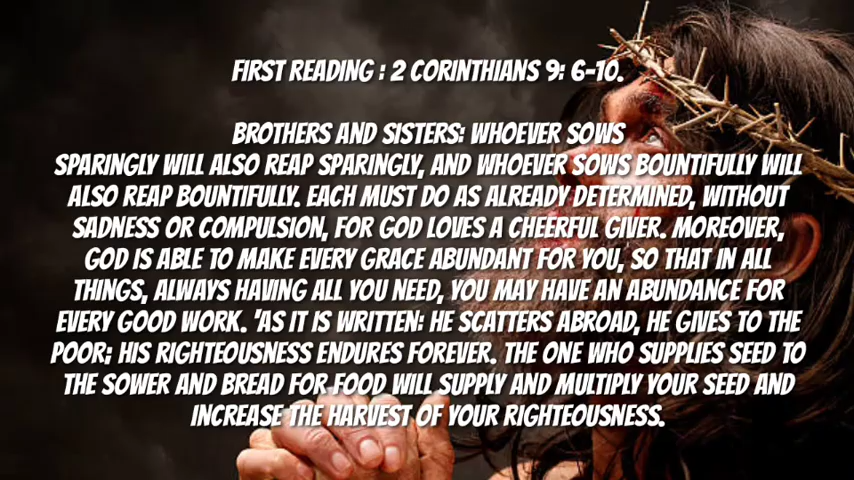 FIRST READING : 2 CORINTHIANS 9: 6-10.
BROTHERS AND SISTERS: WHOEVER SOWS
SPARINGLY WILL ALSO REAP SPARINGLY, AND WHOEVER SOWS BOUNTIFULLY WILL
ALSO REAP BOUNTIFULLY. EACH MUST DO AS ALREADY DETERMINED, WITHOUT
SADNESS OR COMPULSION, FOR GOD LOVES A CHEERFUL GIVER. MOREOVER,
GOD IS ABLE TO MAKE EVERY GRACE ABUNDANT FOR YOU, SO THAT IN ALL
THINGS, ALWAYS HAVING ALL YOU NEED, YOU MAY HAVE AN ABUNDANCE FOR
EVERY GOOD WORK. "AS IT IS WRITTEN: HE SCATTERS ABROAD, HE GIVES TO THE
POOR; HIS RIGHTEOUSNESS ENDURES FOREVER. THE ONE WHO SUPPLIES SEED TO
THE SOWER AND BREAD FOR FOOD WILL SUPPLY AND MULTIPLY YOUR SEED AND
INCREASE THE HARVEST OF YOUR RIGHTEOUSNESS.